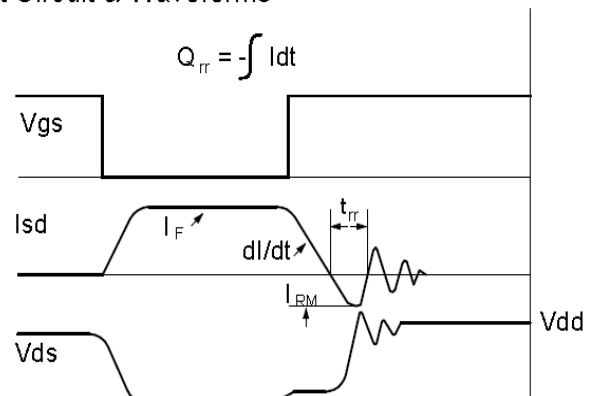 Q rr = -∫ Idt
Vgs
Isd
I F
dI/dt
t rr
I RM
Vds
Vdd